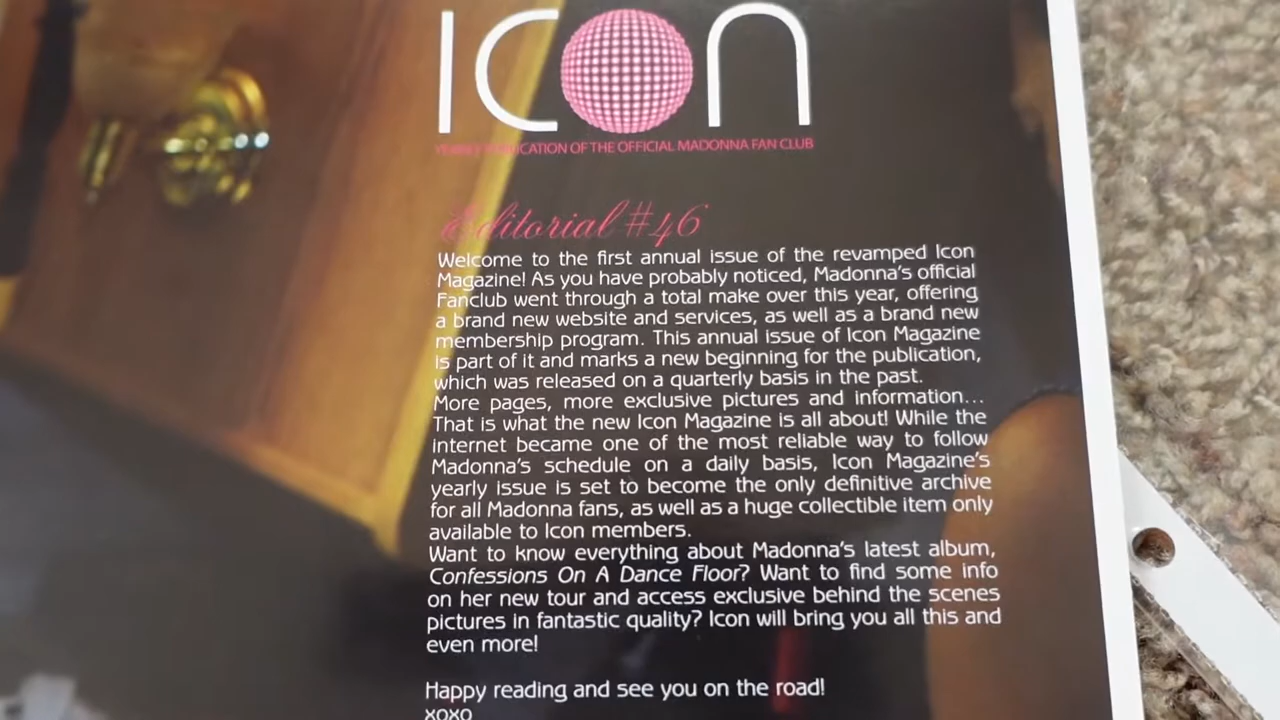 ICON
YEARLY PUBLICATION OF THE OFFICIAL MADONNA FAN CLUB
Editorial #46
Welcome to the first annual issue of the revamped Icon
Magazine! As you have probably noticed, Madonna's official
Fanclub went through a total make over this year, offering
a brand new website and services, as well as a brand new
membership program. This annual issue of Icon Magazine
is part of it and marks a new beginning for the publication,
which was released on a quarterly basis in the past.
More pages, more exclusive pictures and information...
That is what the new Icon Magazine is all about! While the
internet became one of the most reliable way to follow
Madonna's schedule on a daily basis, Icon Magazine's
yearly issue is set to become the only definitive archive
for all Madonna fans, as well as a huge collectible item only
available to Icon members.
Want to know everything about Madonna's latest album,
Confessions On A Dance Floor? Want to find some info
on her new tour and access exclusive behind the scenes
pictures in fantastic quality? Icon will bring you all this and
even more!
Happy reading and see you on the road!
xoxo